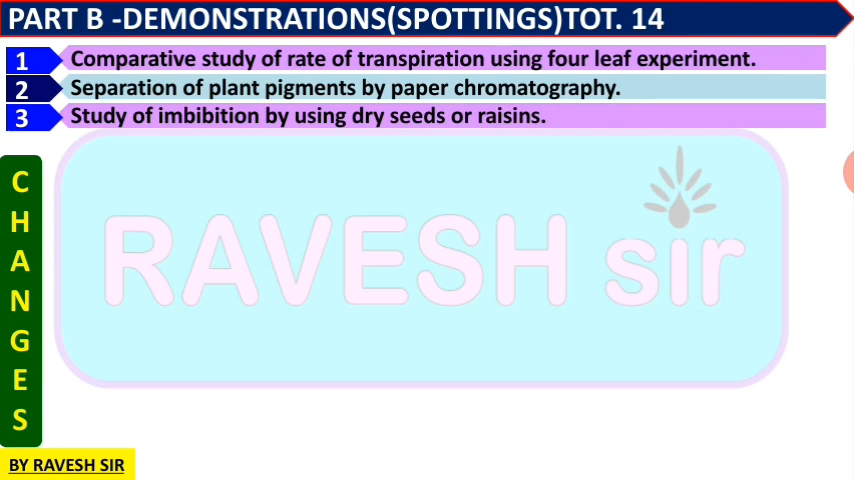 PART B -DEMONSTRATIONS(SPOTTINGS)TOT. 14
1 Comparative study of rate of transpiration using four leaf experiment.
2 Separation of plant pigments by paper chromatography.
3 Study of imbibition by using dry seeds or raisins.
CHANGES
RAVESH sir
BY RAVESH SIR